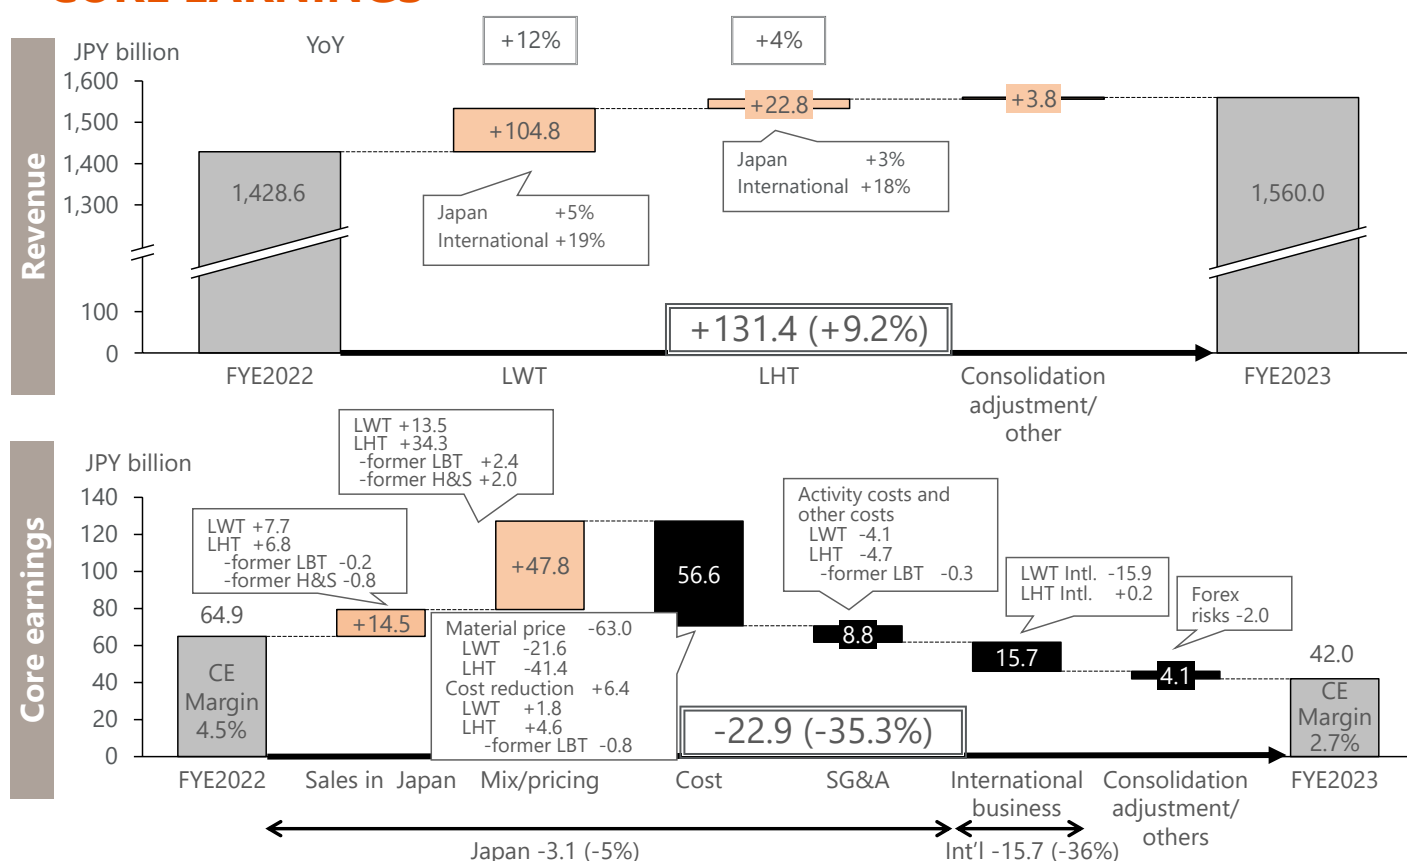 CORE EARNINGS
Revenue
JPY billion
YoY
+12%
+4%
1,600
1,500
1,400
1,300
100
0
1,428.6
+104.8
+22.8
+3.8
1,560.0
Japan +5%
International +19%
Japan +3%
International +18%
+131.4 (+9.2%)
FYE2022
LWT
LHT
Consolidation
adjustment/
other
FYE2023
Core earnings
JPY billion
140
120
100
80
60
40
20
0
64.9
CE
Margin
4.5%
LWT +7.7
LHT +6.8
-former LBT -0.2
-former H&S -0.8
+14.5
LWT +13.5
LHT +34.3
-former LBT +2.4
-former H&S +2.0
+47.8
56.6
Material price -63.0
LWT -21.6
LHT -41.4
Cost reduction +6.4
LWT +1.8
LHT +4.6
-former LBT -0.8
Activity costs and
other costs
LWT -4.1
LHT -4.7
-former LBT -0.3
8.8
LWT Intl. -15.9
LHT Intl. +0.2
15.7
Forex
risks -2.0
4.1
42.0
CE
Margin
2.7%
-22.9 (-35.3%)
FYE2022
Sales in Japan
Mix/pricing
Cost
SG&A
International
business
Consolidation
adjustment/
others
FYE2023
Japan -3.1 (-5%)
Int'l -15.7 (-36%)